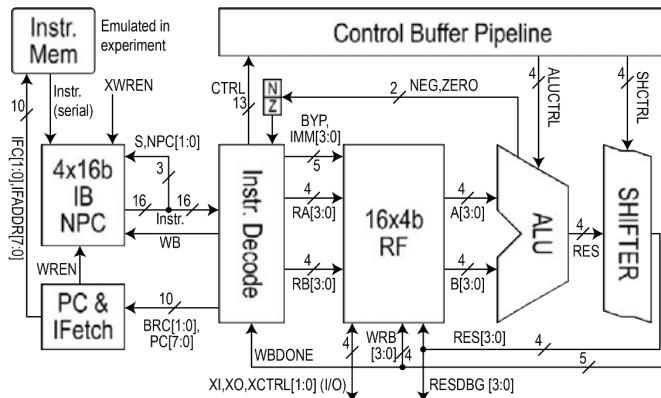 Instr.
Mem
Emulated in
experiment
Control Buffer Pipeline
10
Instr.
(serial)
XWREN
CTRL
13
N
Z
2
NEG,ZERO
4
ALUCTRL
4
SHCTRL
IFC[1:0],IFADDR[7:0]
S,NPC[1:0]
3
BYP,
IMM[3:0]
5
4x16b
IB
NPC
16
16
Instr.
WB
Instr. Decode
4
RA[3:0]
16x4b
RF
4
A[3:0]
ALU
4
RES
SHIFTER
WREN
4
RB[3:0]
4
B[3:0]
PC &
IFetch
10
BRC[1:0],
PC[7:0]
WBDONE
4
WRB
[3:0]
4
RES[3:0]
4
5
XI,XO,XCTRL[1:0] (I/O)
RESDBG [3:0]